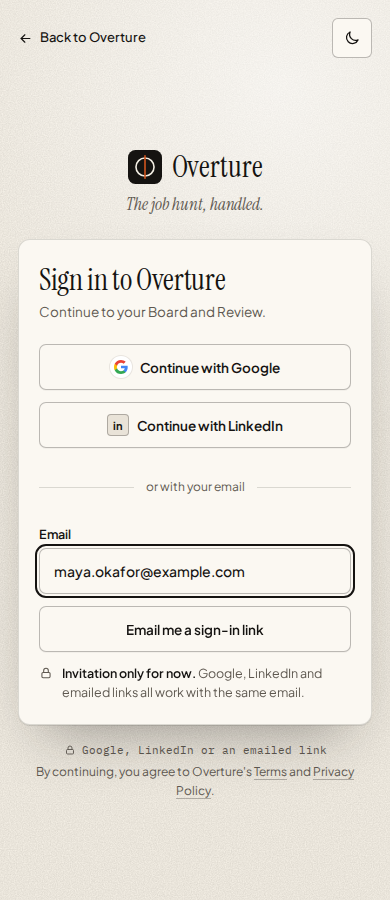 ← Back to Overture
Overture
The job hunt, handled.
Sign in to Overture
Continue to your Board and Review.
Continue with Google
in Continue with LinkedIn
or with your email
Email
maya.okafor@example.com
Email me a sign-in link
Invitation only for now. Google, LinkedIn and
emailed links all work with the same email.
Google, LinkedIn or an emailed link
By continuing, you agree to Overture's Terms and Privacy
Policy.